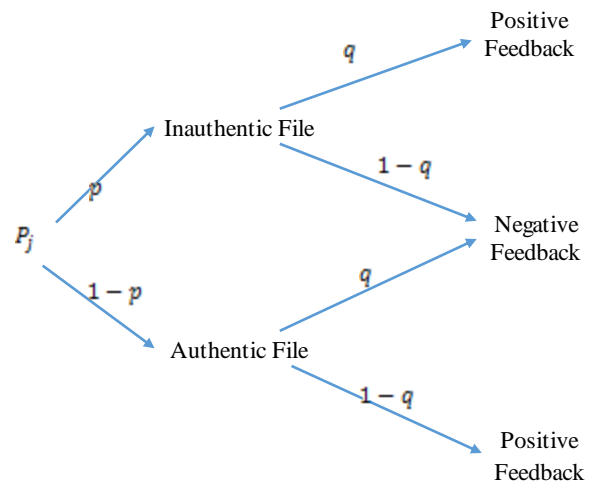 Positive
Feedback
q
Inauthentic File
p
1 − q
P_j
Negative
Feedback
q
1 − p
Authentic File
1 − q
Positive
Feedback